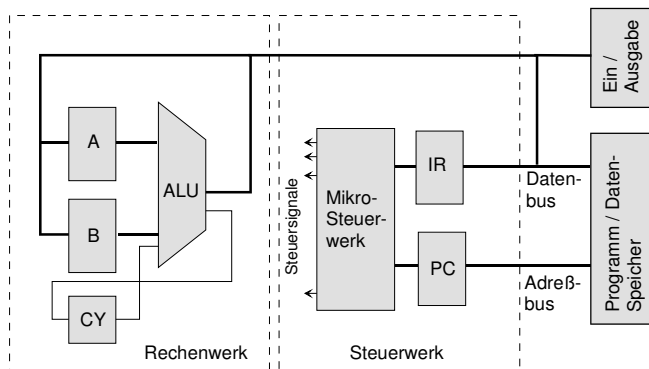 A
B
CY
ALU
Rechenwerk
Steuersignale
Mikro-
Steuer-
werk
IR
PC
Steuerwerk
Daten-
bus
Adreß-
bus
Ein /
Ausgabe
Programm / Daten-
Speicher